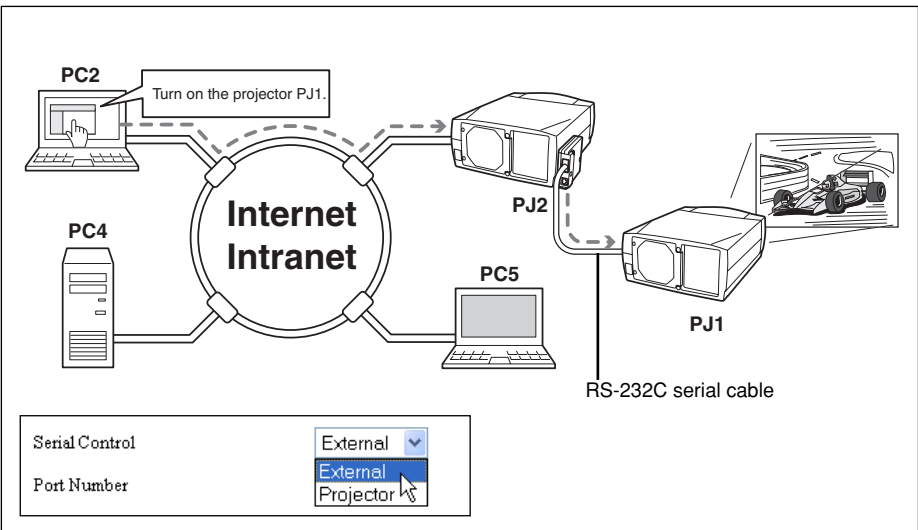 PC2
Turn on the projector PJ1.
PJ2
Internet
Intranet
PC4
PC5
PJ1
RS-232C serial cable
Serial Control
External
External
Port Number
Projector